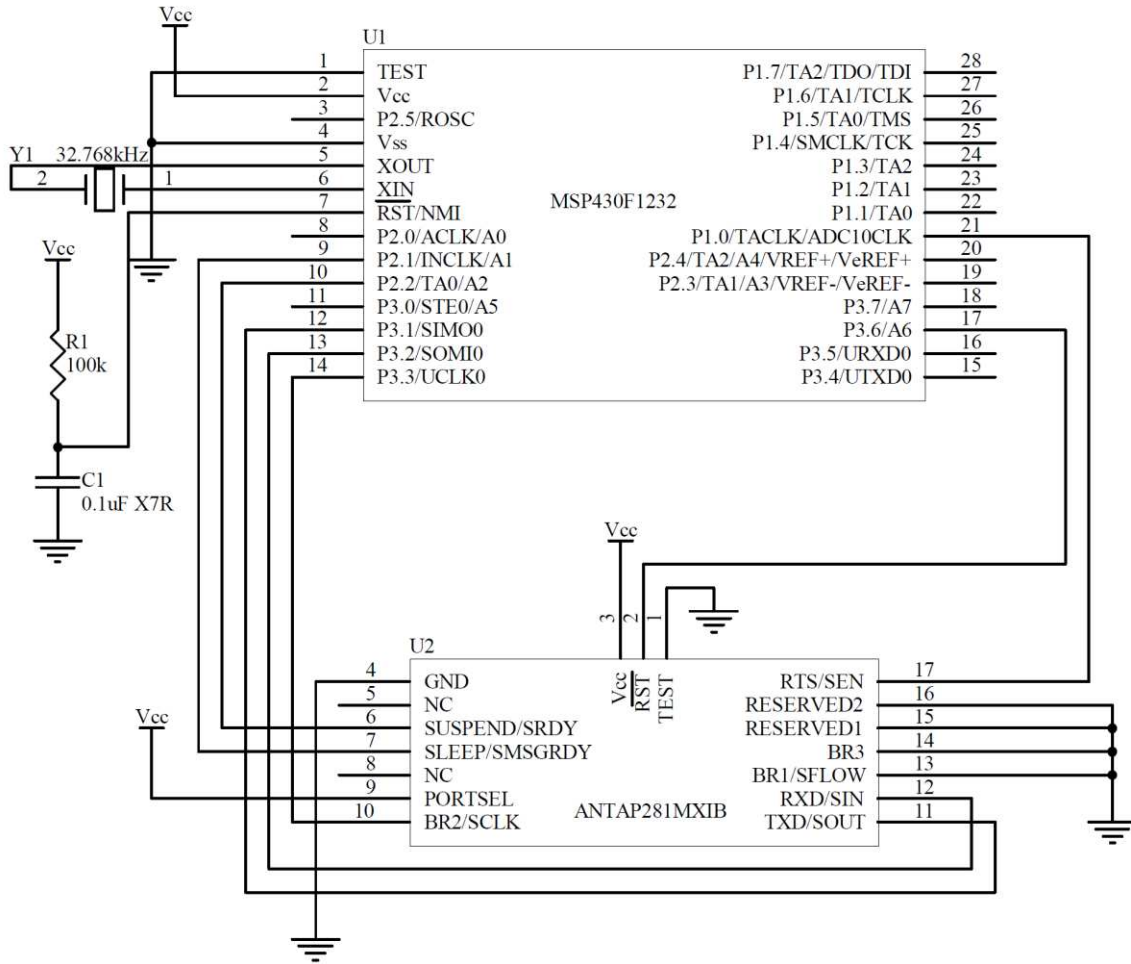 Vcc
U1
1 TEST P1.7/TA2/TDO/TDI 28
2 Vcc P1.6/TA1/TCLK 27
3 P2.5/ROSC P1.5/TA0/TMS 26
4 Vss P1.4/SMCLK/TCK 25
Y1 32.768kHz 5 XOUT P1.3/TA2 24
2 1 6 XIN MSP430F1232 P1.2/TA1 23
7 RST/NMI P1.1/TA0 22
8 P2.0/ACLK/A0 P1.0/TACLK/ADC10CLK 21
Vcc 9 P2.1/INCLK/A1 P2.4/TA2/A4/VREF+/VeREF+ 20
10 P2.2/TA0/A2 P2.3/TA1/A3/VREF-/VeREF- 19
11 P3.0/STE0/A5 P3.7/A7 18
12 P3.1/SIMO0 P3.6/A6 17
R1 13 P3.2/SOMI0 P3.5/URXD0 16
100k 14 P3.3/UCLK0 P3.4/UTXD0 15
C1
0.1uF X7R
Vcc
3 2 1
U2
Vcc RST TEST
4 GND RTS/SEN 17
5 NC RESERVED2 16
Vcc 6 SUSPEND/SRDY RESERVED1 15
7 SLEEP/SMSGRDY BR3 14
8 NC BR1/SFLOW 13
9 PORTSEL ANTAP281MXIB RXD/SIN 12
10 BR2/SCLK TXD/SOUT 11